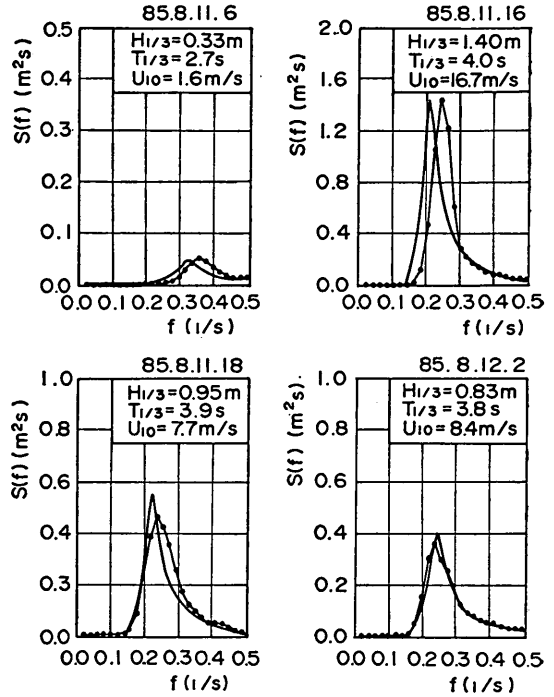 85.8.11.6
H1/3=0.33m
T1/3=2.7s
U10=1.6m/s
S(f) (m²s)
0.5
0.4
0.3
0.2
0.1
0.0
0.0 0.1 0.2 0.3 0.4 0.5
f (1/s)
85.8.11.16
H1/3=1.40m
T1/3=4.0s
U10=16.7m/s
S(f) (m²s)
2.0
1.6
1.2
0.8
0.4
0.0
0.0 0.1 0.2 0.3 0.4 0.5
f (1/s)
85.8.11.18
H1/3=0.95m
T1/3=3.9s
U10=7.7m/s
S(f) (m²s)
1.0
0.8
0.6
0.4
0.3
0.0
0.0 0.1 0.2 0.3 0.4 0.5
f (1/s)
85.8.12.2
H1/3=0.83m
T1/3=3.8s
U10=8.4m/s
S(f) (m²s).
1.0
0.8
0.6
0.4
0.2
0.0
0.0 0.1 0.2 0.3 0.4 0.5
f (1/s)